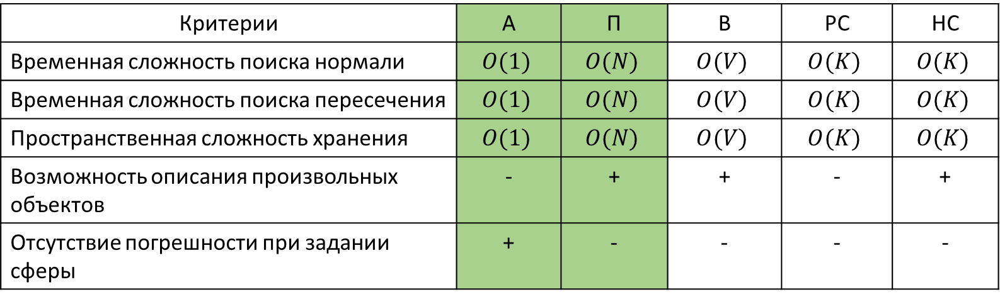 Критерии А П В РС НС
Временная сложность поиска нормали O(1) O(N) O(V) O(K) O(K)
Временная сложность поиска пересечения O(1) O(N) O(V) O(K) O(K)
Пространственная сложность хранения O(1) O(N) O(V) O(K) O(K)
Возможность описания произвольных - + + - +
объектов
Отсутствие погрешности при задании + - - - -
сферы